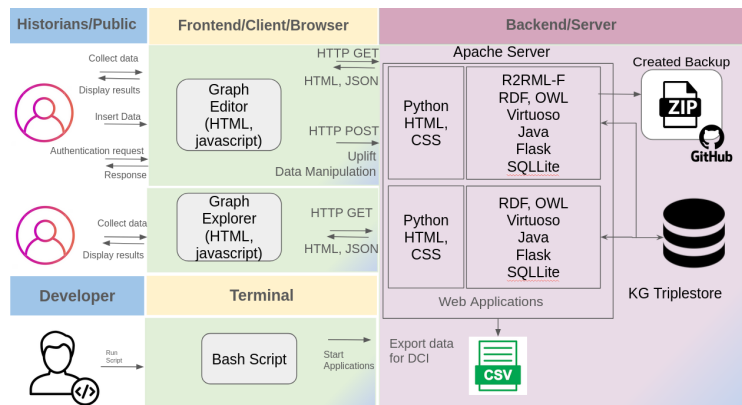 Historians/Public
Frontend/Client/Browser
Backend/Server
Collect data
Display results
Insert Data
Authentication request
Response
Graph
Editor
(HTML,
javascript)
HTTP GET
HTML, JSON
HTTP POST
Uplift
Data Manipulation
Apache Server
Python
HTML,
CSS
R2RML-F
RDF, OWL
Virtuoso
Java
Flask
SQLLite
Created Backup
ZIP
GitHub
Collect data
Display results
Graph
Explorer
(HTML,
javascript)
HTTP GET
HTML, JSON
Python
HTML,
CSS
RDF, OWL
Virtuoso
Java
Flask
SQLLite
KG Triplestore
Web Applications
Developer
Terminal
Run
Script
Bash Script
Start
Applications
Export data
for DCI
CSV